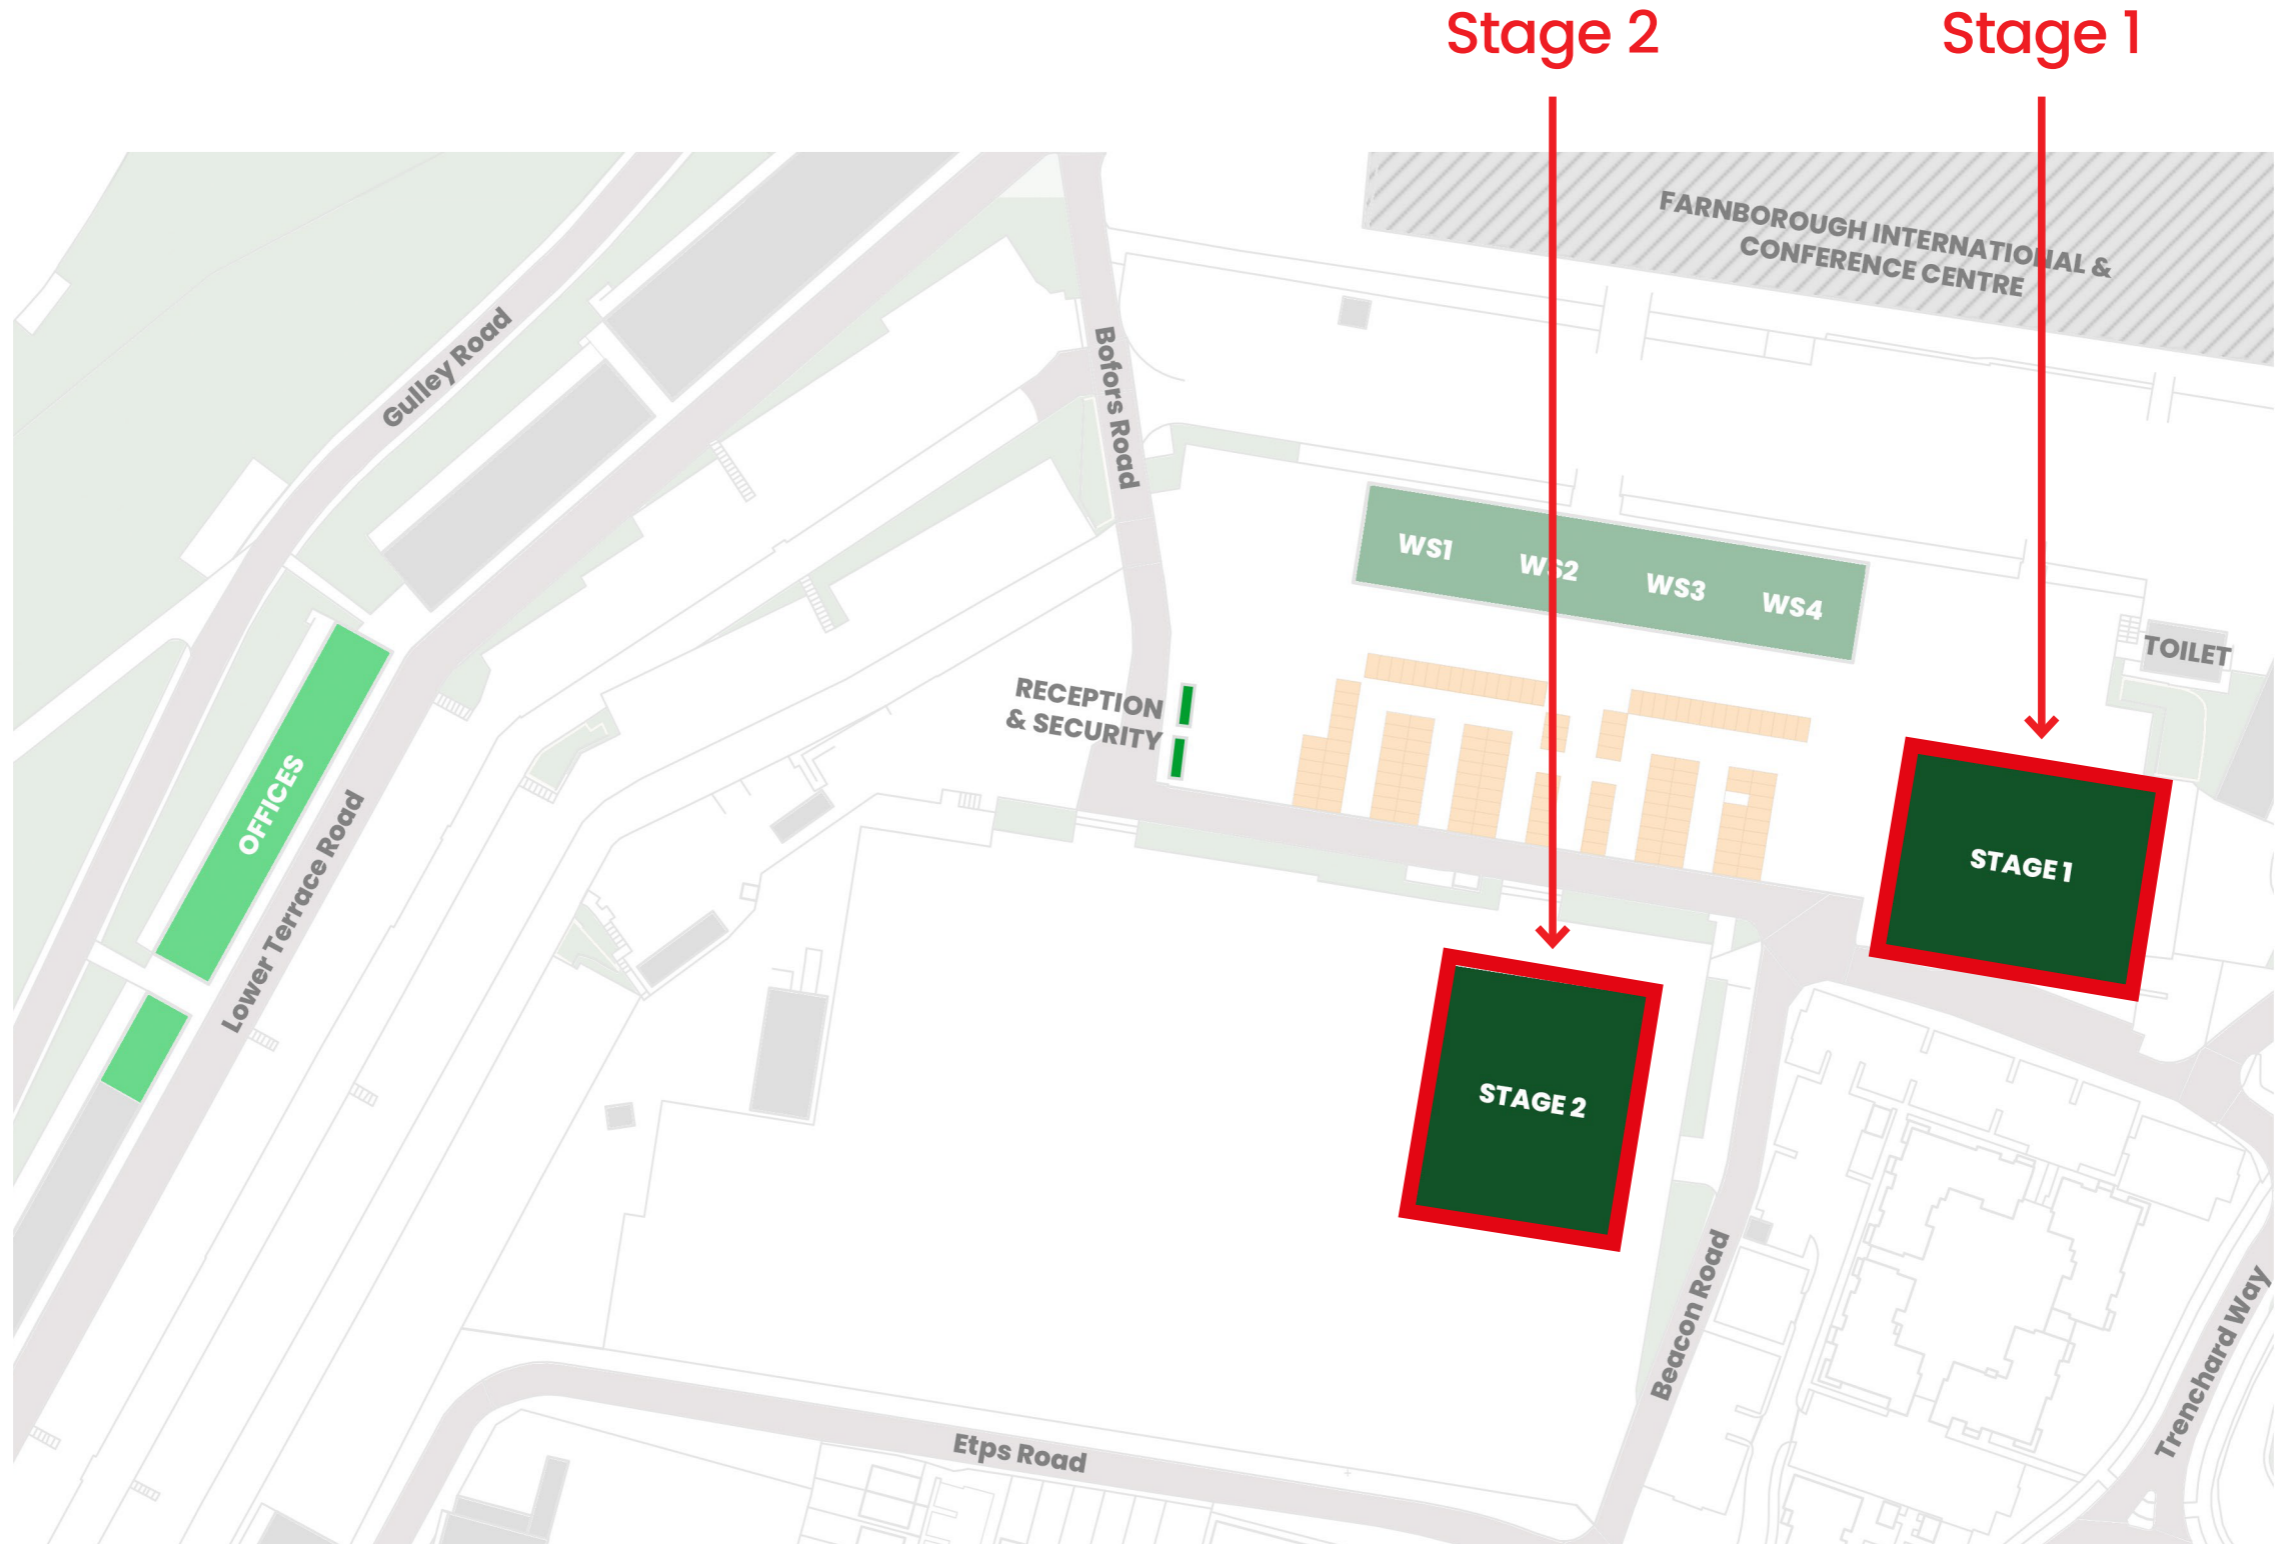 Stage 2
Stage 1
FARNBOROUGH INTERNATIONAL &
CONFERENCE CENTRE
Gulley Road
Bofors Road
WS1
WS2
WS3
WS4
TOILET
RECEPTION
& SECURITY
OFFICES
Lower Terrace Road
STAGE 1
STAGE 2
Beacon Road
Trenchard Way
Etps Road